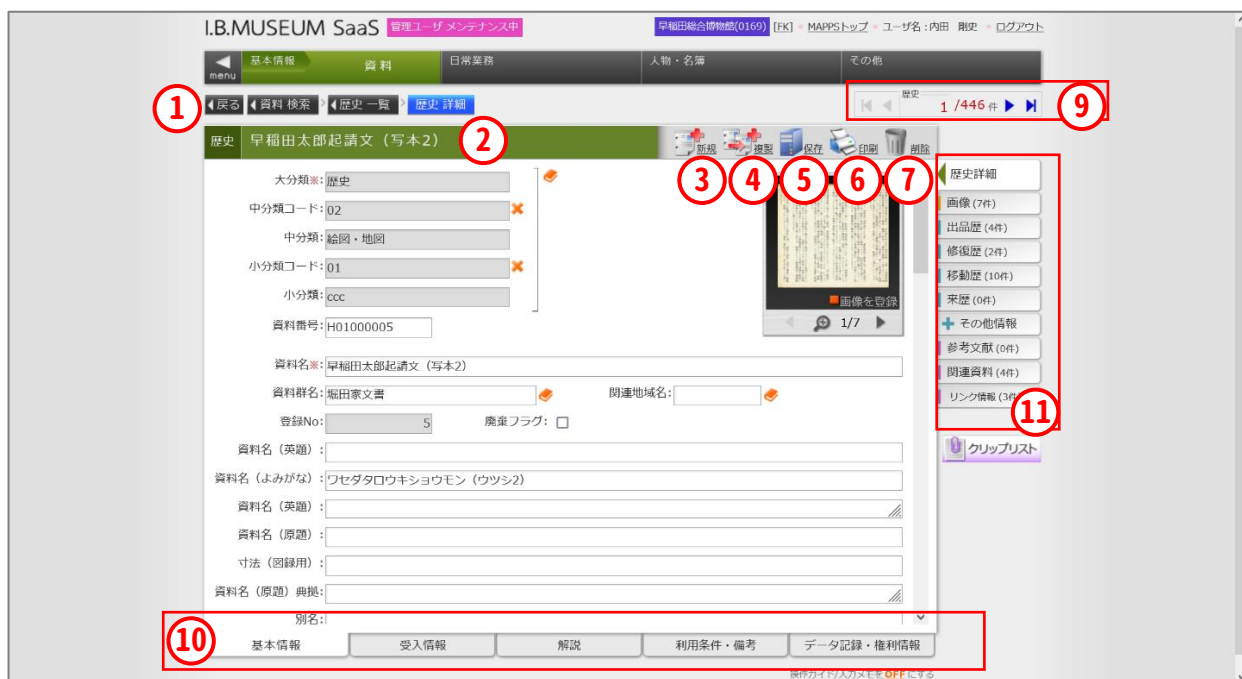 I.B.MUSEUM SaaS 管理ユーザ メンテナンス中 早稲田総合博物館(0169) [FK] MAPPSトップ ユーザ名:内田 剛史 ログアウト
menu 基本情報 資料 日常業務 人物・名簿 その他
① 戻る 資料 検索 歴史 一覧 歴史 詳細 歴史 1 /446 件 ⑨
歴史 早稲田太郎起請文(写本2) ② 新規 複製 保存 印刷 削除
③ ④ ⑤ ⑥ ⑦
大分類※: 歴史
中分類コード: 02
中分類: 絵図・地図
小分類コード: 01
小分類: ccc
画像を登録
資料番号: H01000005
1/7
資料名※: 早稲田太郎起請文(写本2)
資料群名: 堀田家文書 関連地域名:
登録No: 5 廃棄フラグ:
資料名(英題):
資料名(よみがな): ワセダタロウキショウモン(ウツシ2)
資料名(英題):
資料名(原題):
寸法(図録用):
資料名(原題)典拠:
別名:
歴史詳細
画像 (7件)
出品歴 (4件)
修復歴 (2件)
移動歴 (10件)
来歴 (0件)
その他情報
参考文献 (0件)
関連資料 (4件)
リンク情報 (3件)
⑪
クリップリスト
⑩ 基本情報 受入情報 解説 利用条件・備考 データ記録・権利情報
操作ガイド/入力メモをOFFにする